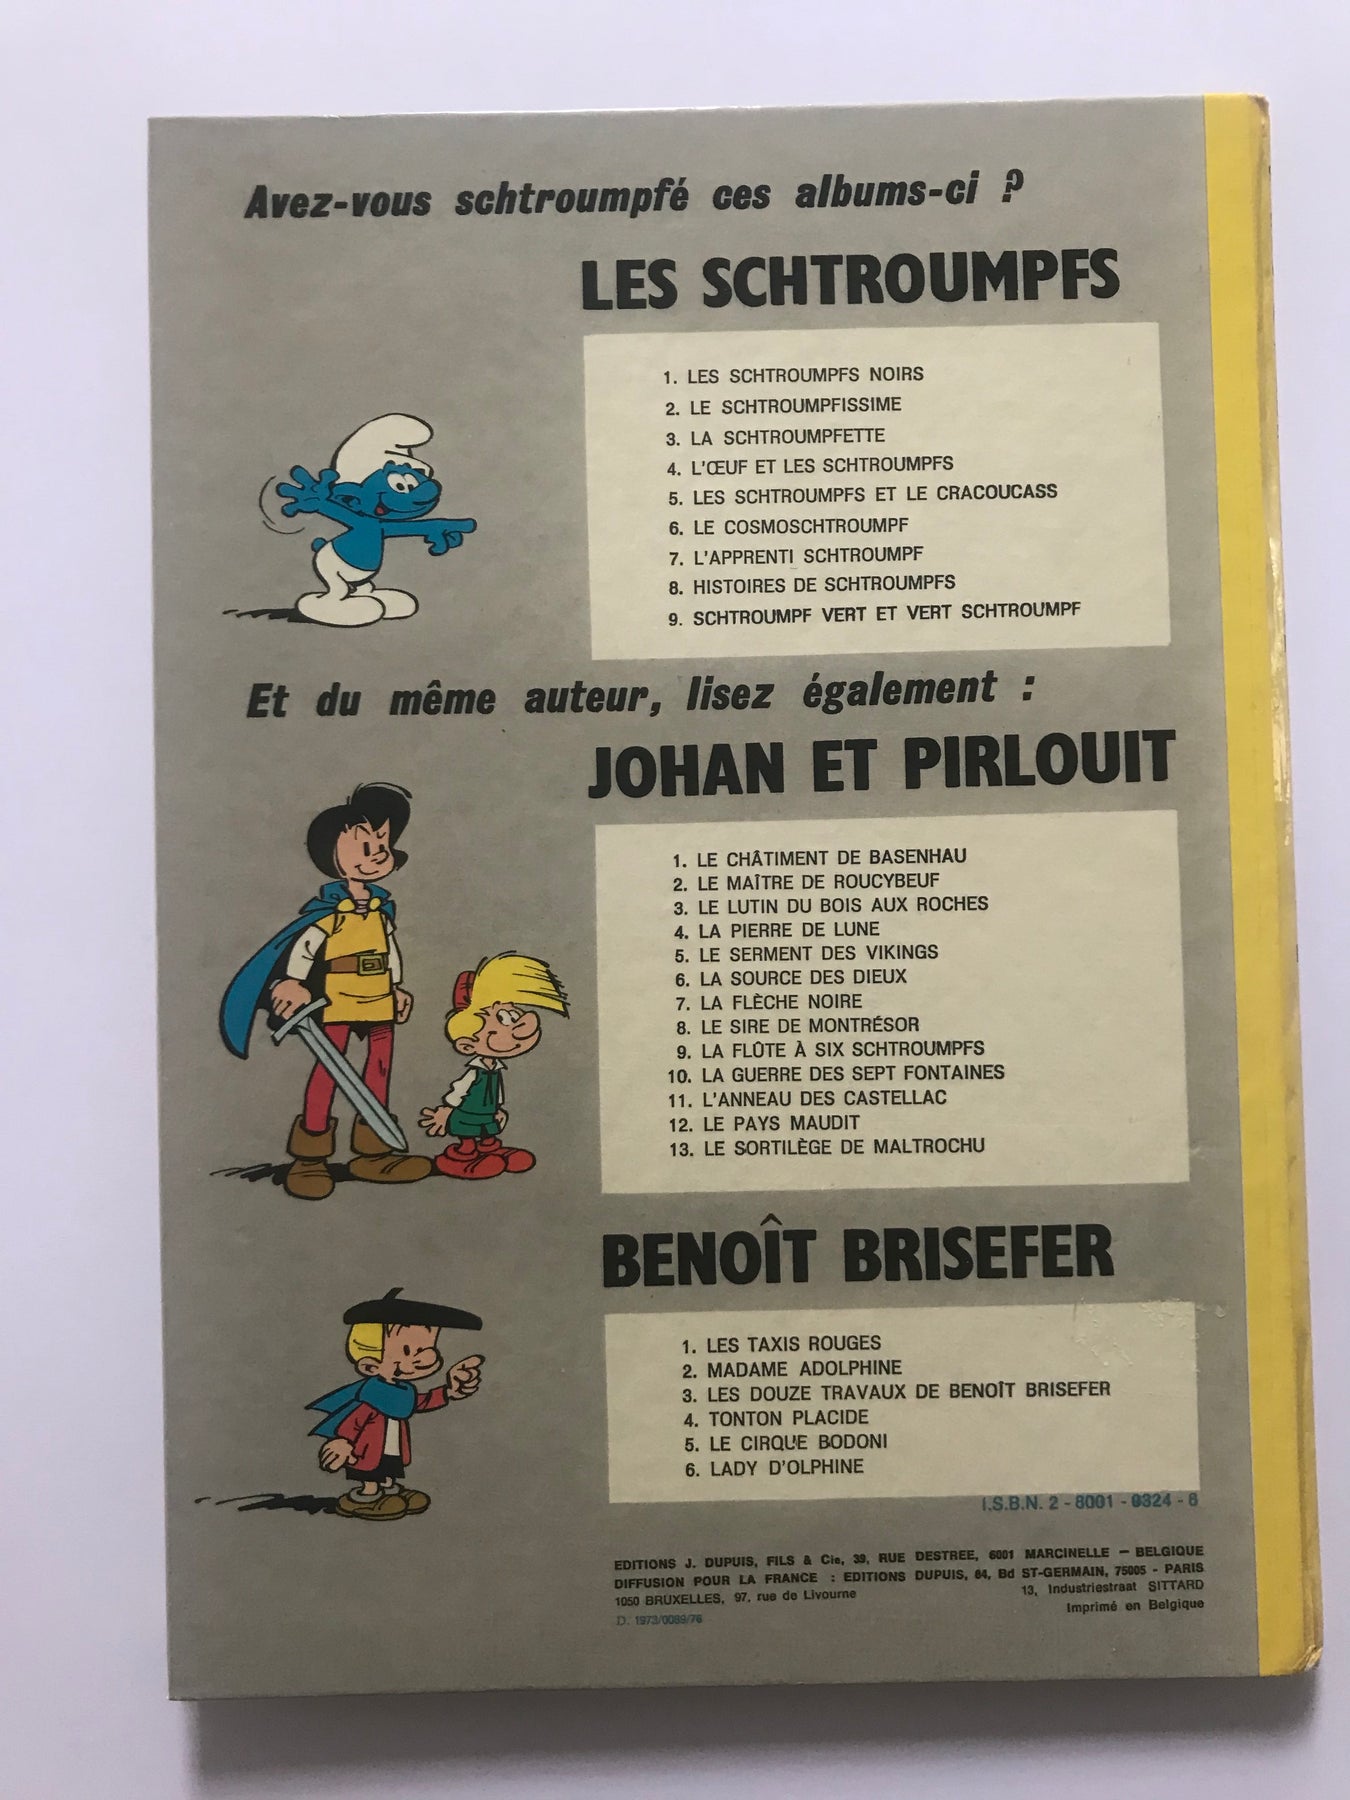 Avez-vous schtroumpfé ces albums-ci ?
LES SCHTROUMPFS
1. LES SCHTROUMPFS NOIRS
2. LE SCHTROUMPFISSIME
3. LA SCHTROUMPFETTE
4. L'ŒUF ET LES SCHTROUMPFS
5. LES SCHTROUMPFS ET LE CRACOUCASS
6. LE COSMOSCHTROUMPF
7. L'APPRENTI SCHTROUMPF
8. HISTOIRES DE SCHTROUMPFS
9. SCHTROUMPF VERT ET VERT SCHTROUMPF
Et du même auteur, lisez également :
JOHAN ET PIRLOUIT
1. LE CHÂTIMENT DE BASENHAU
2. LE MAÎTRE DE ROUCYBEUF
3. LE LUTIN DU BOIS AUX ROCHES
4. LA PIERRE DE LUNE
5. LE SERMENT DES VIKINGS
6. LA SOURCE DES DIEUX
7. LA FLÈCHE NOIRE
8. LE SIRE DE MONTRÉSOR
9. LA FLÛTE À SIX SCHTROUMPFS
10. LA GUERRE DES SEPT FONTAINES
11. L'ANNEAU DES CASTELLAC
12. LE PAYS MAUDIT
13. LE SORTILÈGE DE MALTROCHU
BENOÎT BRISEFER
1. LES TAXIS ROUGES
2. MADAME ADOLPHINE
3. LES DOUZE TRAVAUX DE BENOÎT BRISEFER
4. TONTON PLACIDE
5. LE CIRQUE BODONI
6. LADY D'OLPHINE
I.S.B.N. 2 - 8001 - 0324 - 8
EDITIONS J. DUPUIS, FILS & Cie, 39, RUE DESTREE, 6001 MARCINELLE – BELGIQUE
DIFFUSION POUR LA FRANCE : EDITIONS DUPUIS, 84, Bd ST-GERMAIN, 75005 - PARIS
1050 BRUXELLES, 97, rue de Livourne 13, Industriestraat SITTARD
Imprimé en Belgique
D. 1973/0089/76